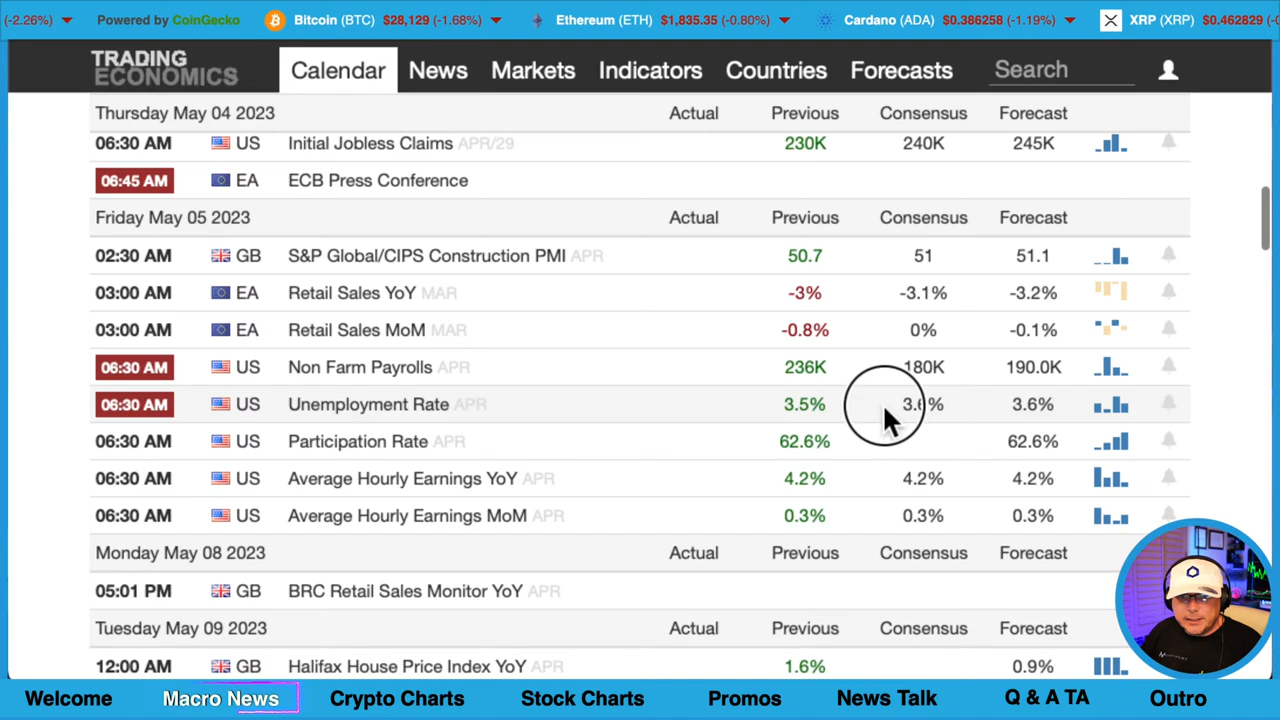 (-2.26%) Powered by CoinGecko Bitcoin (BTC) $28,129 (-1.68%) Ethereum (ETH) $1,835.35 (-0.80%) Cardano (ADA) $0.386258 (-1.19%) XRP (XRP) $0.462829
TRADING ECONOMICS Calendar News Markets Indicators Countries Forecasts Search
Thursday May 04 2023 Actual Previous Consensus Forecast
06:30 AM US Initial Jobless Claims APR/29 230K 240K 245K
06:45 AM EA ECB Press Conference
Friday May 05 2023 Actual Previous Consensus Forecast
02:30 AM GB S&P Global/CIPS Construction PMI APR 50.7 51 51.1
03:00 AM EA Retail Sales YoY MAR -3% -3.1% -3.2%
03:00 AM EA Retail Sales MoM MAR -0.8% 0% -0.1%
06:30 AM US Non Farm Payrolls APR 236K 180K 190.0K
06:30 AM US Unemployment Rate APR 3.5% 3.6% 3.6%
06:30 AM US Participation Rate APR 62.6% 62.6%
06:30 AM US Average Hourly Earnings YoY APR 4.2% 4.2% 4.2%
06:30 AM US Average Hourly Earnings MoM APR 0.3% 0.3% 0.3%
Monday May 08 2023 Actual Previous Consensus Forecast
05:01 PM GB BRC Retail Sales Monitor YoY APR
Tuesday May 09 2023 Actual Previous Consensus Forecast
12:00 AM GB Halifax House Price Index YoY APR 1.6% 0.9%
Welcome Macro News Crypto Charts Stock Charts Promos News Talk Q & A TA Outro